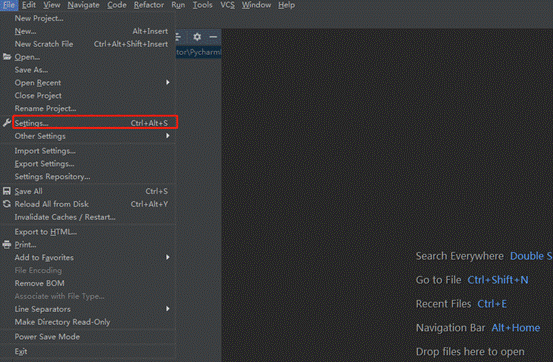 File Edit View Navigate Code Refactor Run Tools VCS Window Help
New Project...
New... Alt+Insert
New Scratch File Ctrl+Alt+Shift+Insert
Open...
Save As...
Open Recent
Close Project
Rename Project...
Settings... Ctrl+Alt+S
Other Settings
Import Settings...
Export Settings...
Settings Repository...
Save All Ctrl+S
Reload All from Disk Ctrl+Alt+Y
Invalidate Caches / Restart...
Export to HTML...
Print...
Add to Favorites
File Encoding
Remove BOM
Associate with File Type...
Line Separators
Make Directory Read-Only
Power Save Mode
Exit
tor\Pycharm
Search Everywhere Double S
Go to File Ctrl+Shift+N
Recent Files Ctrl+E
Navigation Bar Alt+Home
Drop files here to open